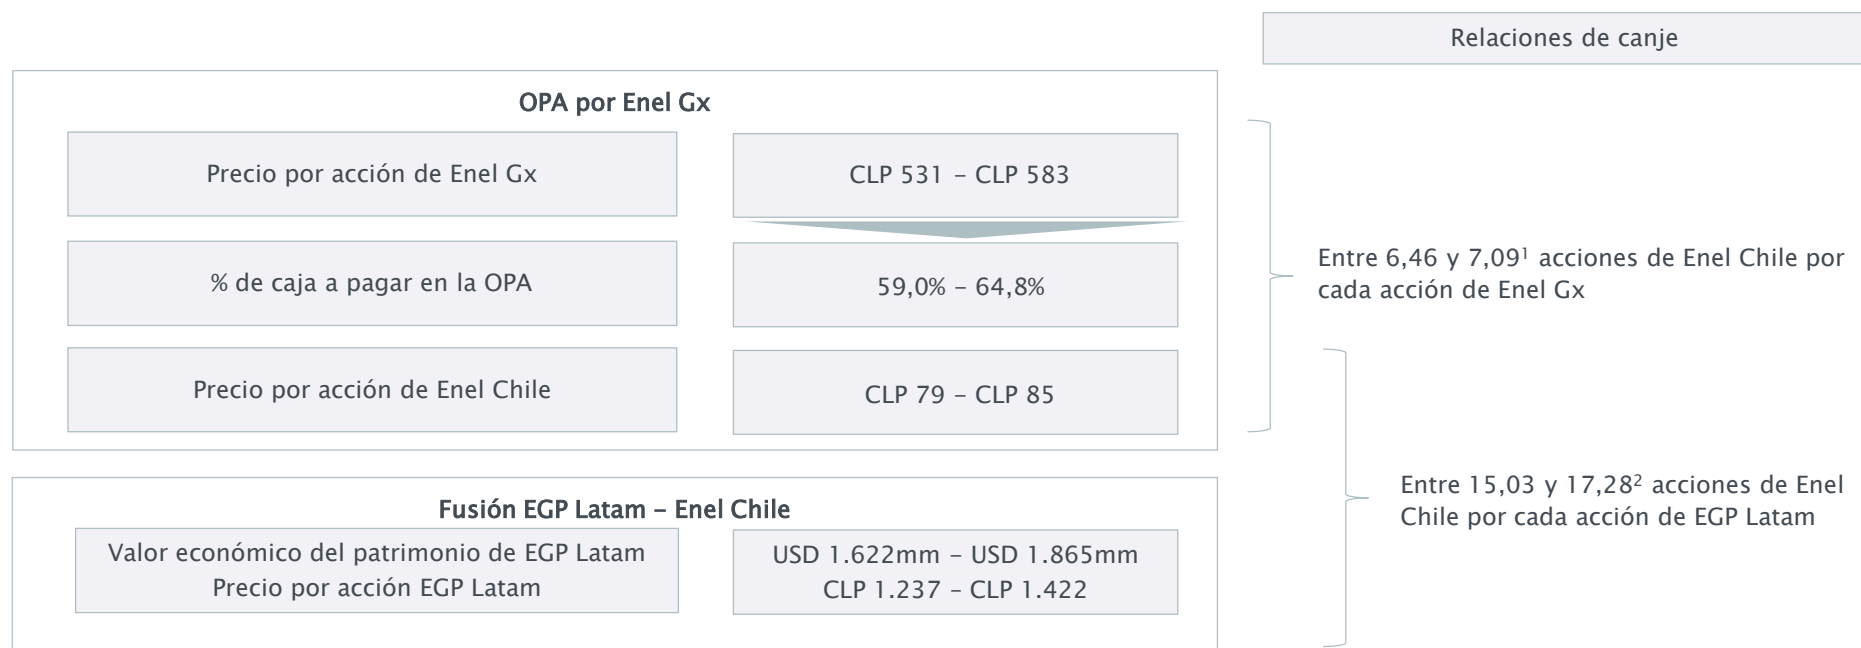 Relaciones de canje
OPA por Enel Gx
Precio por acción de Enel Gx
CLP 531 – CLP 583
% de caja a pagar en la OPA
59,0% – 64,8%
Precio por acción de Enel Chile
CLP 79 – CLP 85
Entre 6,46 y 7,09¹ acciones de Enel Chile por
cada acción de Enel Gx
Fusión EGP Latam – Enel Chile
Valor económico del patrimonio de EGP Latam
Precio por acción EGP Latam
USD 1.622mm – USD 1.865mm
CLP 1.237 – CLP 1.422
Entre 15,03 y 17,28² acciones de Enel
Chile por cada acción de EGP Latam